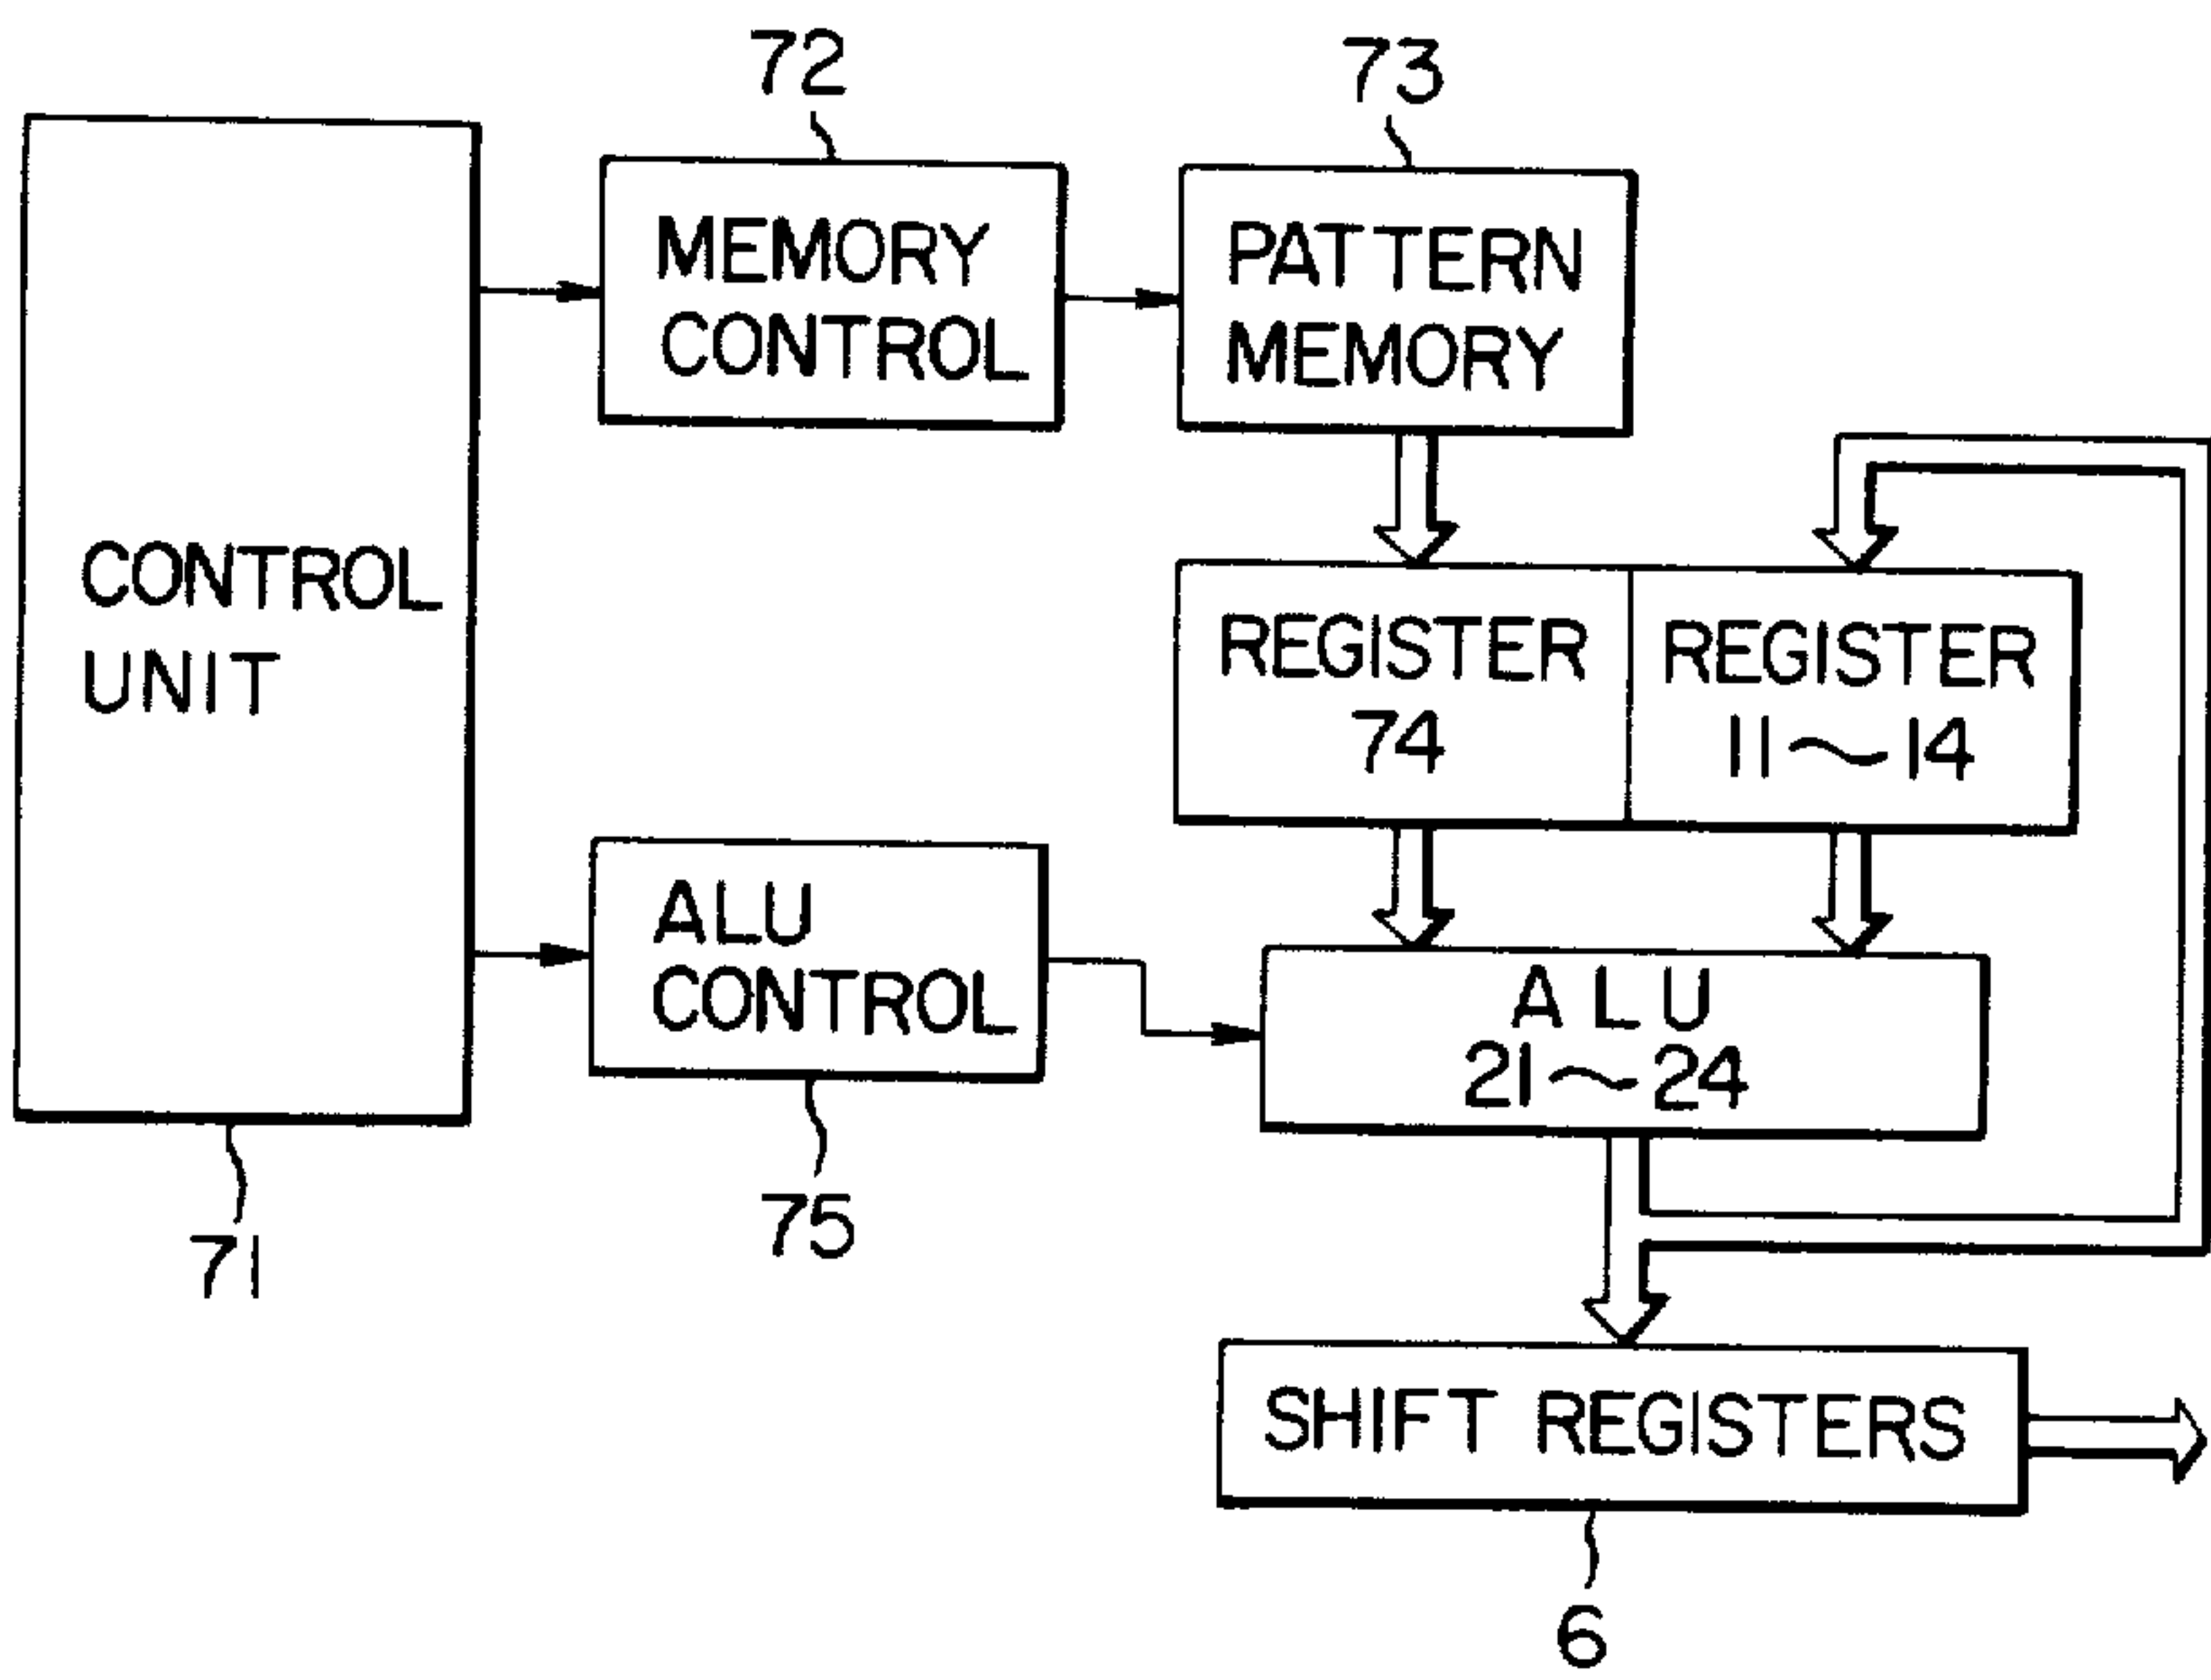 72
73
MEMORY
CONTROL
PATTERN
MEMORY
CONTROL
UNIT
REGISTER
74
REGISTER
11～14
ALU
CONTROL
ALU
21～24
75
71
SHIFT REGISTERS
6